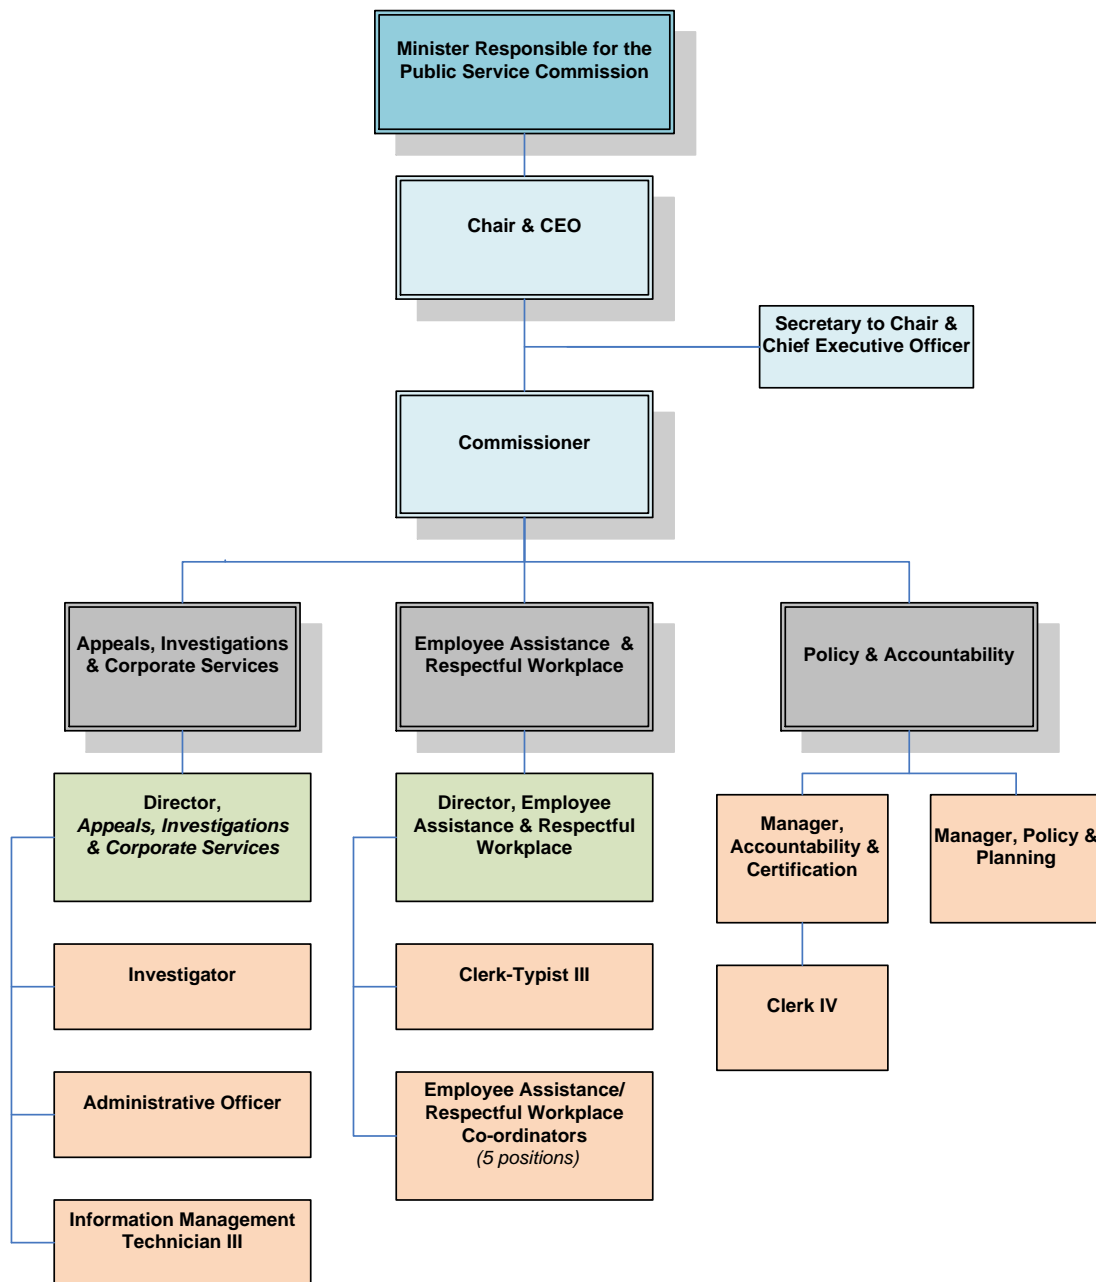 Minister Responsible for the
Public Service Commission
Chair & CEO
Secretary to Chair &
Chief Executive Officer
Commissioner
Appeals, Investigations
& Corporate Services
Employee Assistance &
Respectful Workplace
Policy & Accountability
Director,
Appeals, Investigations
& Corporate Services
Director, Employee
Assistance & Respectful
Workplace
Manager,
Accountability &
Certification
Manager, Policy &
Planning
Investigator
Clerk-Typist III
Clerk IV
Administrative Officer
Employee Assistance/
Respectful Workplace
Co-ordinators
(5 positions)
Information Management
Technician III